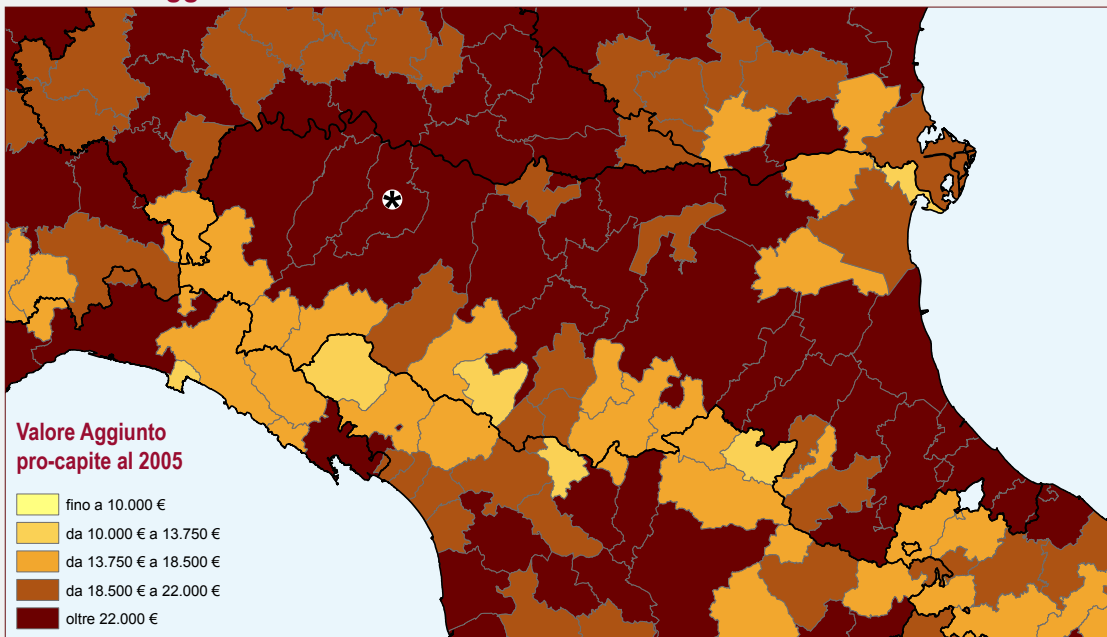 Valore Aggiunto
pro-capite al 2005
fino a 10.000 €
da 10.000 € a 13.750 €
da 13.750 € a 18.500 €
da 18.500 € a 22.000 €
oltre 22.000 €